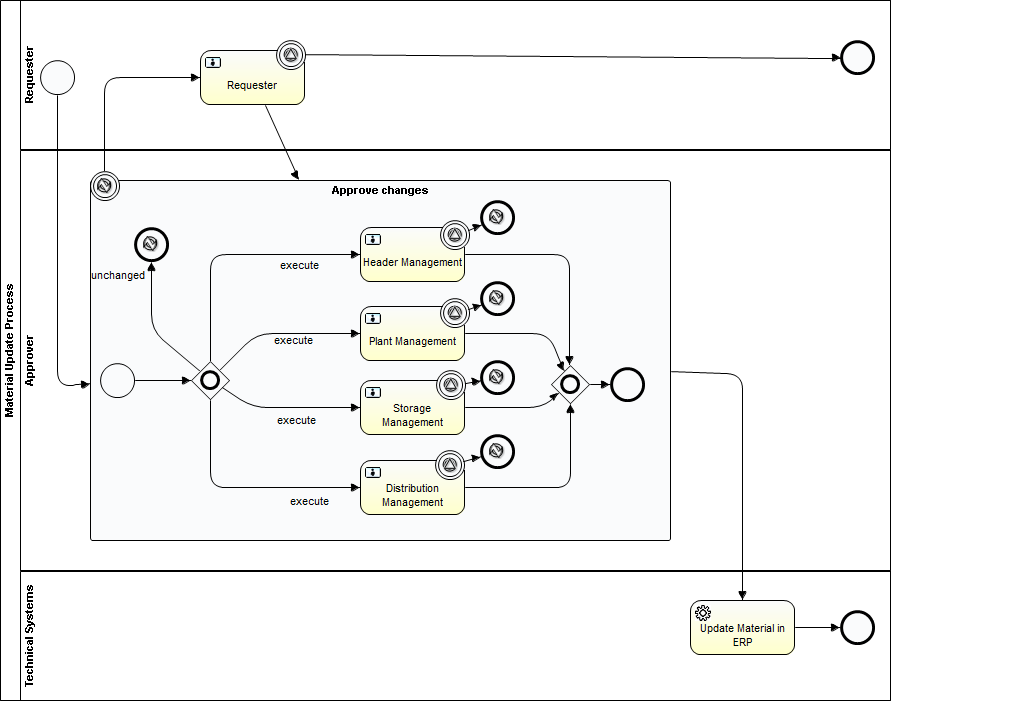 Material Update Process
Requester
Requester
Approver
Approve changes
unchanged
execute
Header Management
execute
Plant Management
execute
Storage
Management
execute
Distribution
Management
Technical Systems
Update Material in
ERP